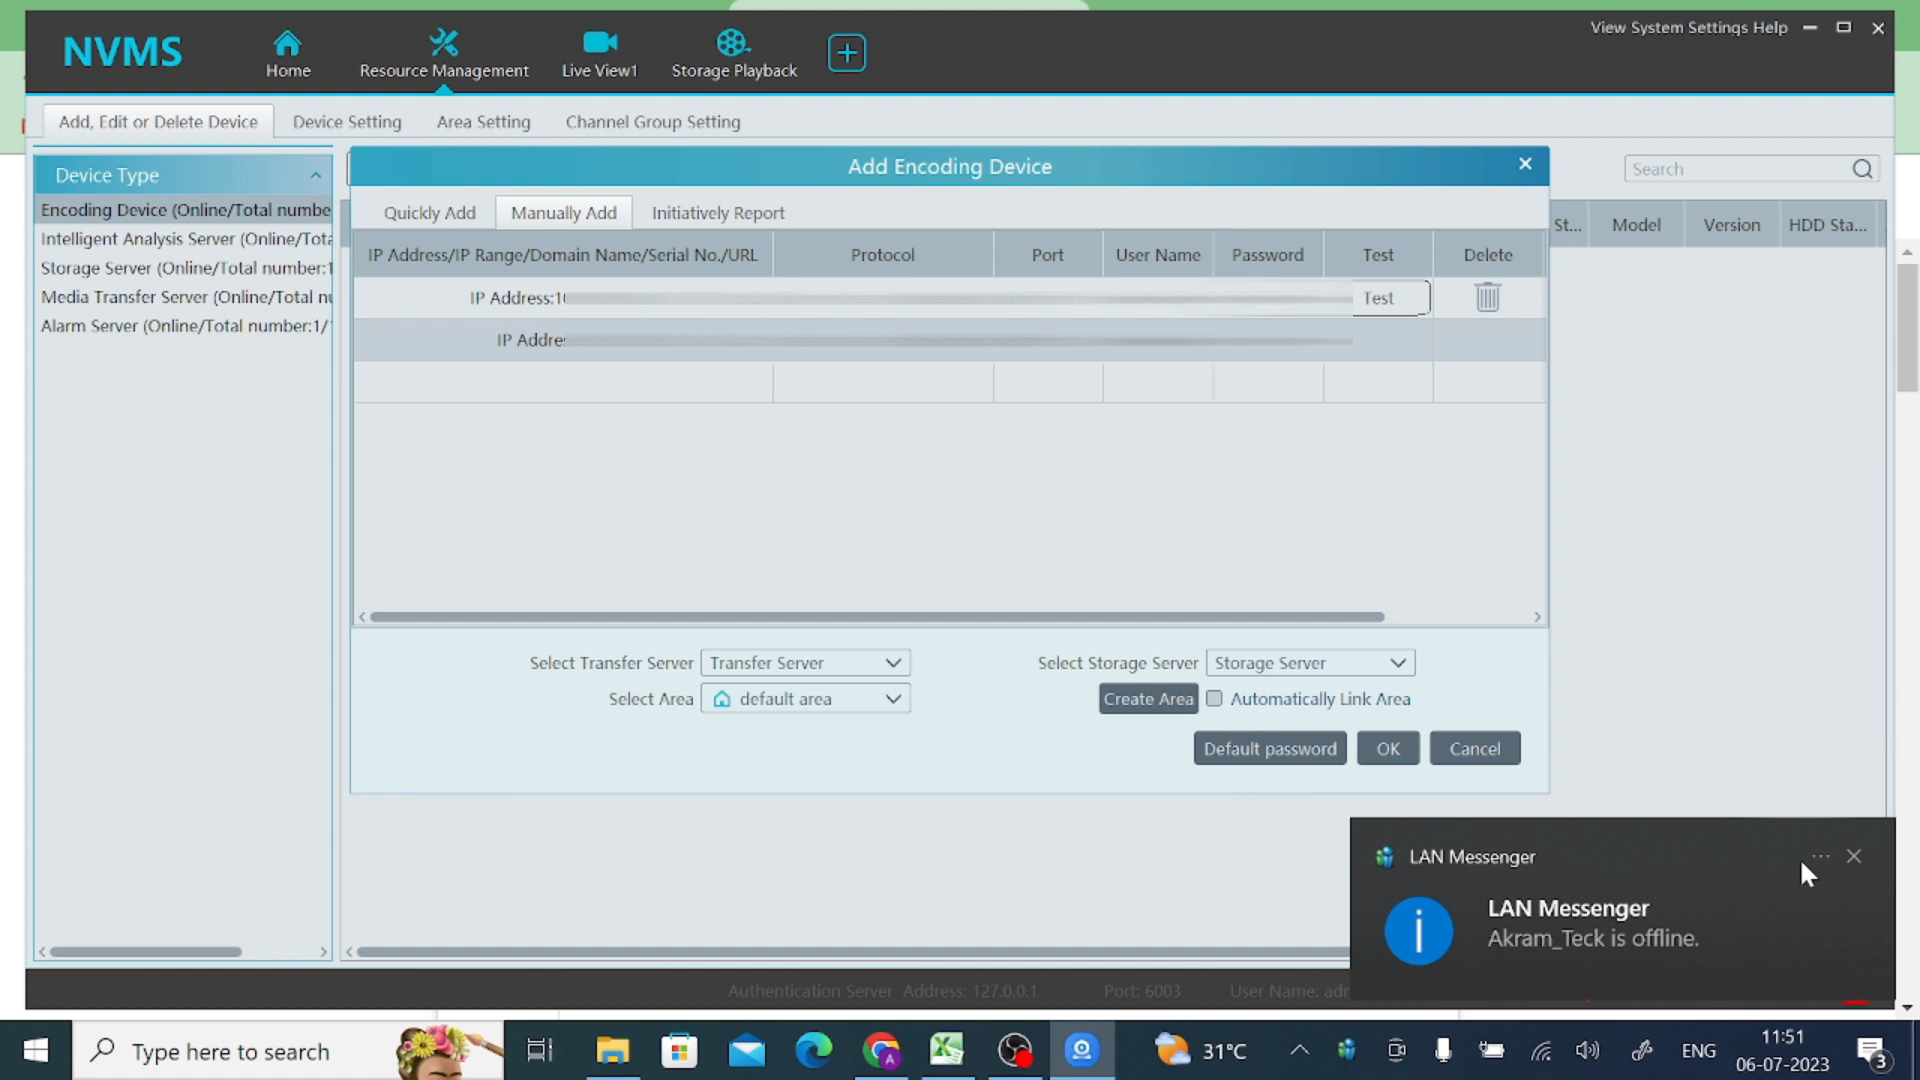 View System Settings Help
NVMS
Home
Resource Management
Live View1
Storage Playback
Add, Edit or Delete Device
Device Setting
Area Setting
Channel Group Setting
Device Type
Encoding Device (Online/Total numbe
Intelligent Analysis Server (Online/Tota
Storage Server (Online/Total number:1
Media Transfer Server (Online/Total nu
Alarm Server (Online/Total number:1/
Search
St... Model Version HDD Sta...
Add Encoding Device
Quickly Add Manually Add Initiatively Report
IP Address/IP Range/Domain Name/Serial No./URL Protocol Port User Name Password Test Delete
IP Address:1 Test
IP Addre
Select Transfer Server Transfer Server
Select Storage Server Storage Server
Select Area default area
Create Area Automatically Link Area
Default password OK Cancel
LAN Messenger
LAN Messenger
Akram_Teck is offline.
Authentication Server Address: 127.0.0.1 Port: 6003 User Name: adr
Type here to search
31°C
ENG
11:51
06-07-2023
3